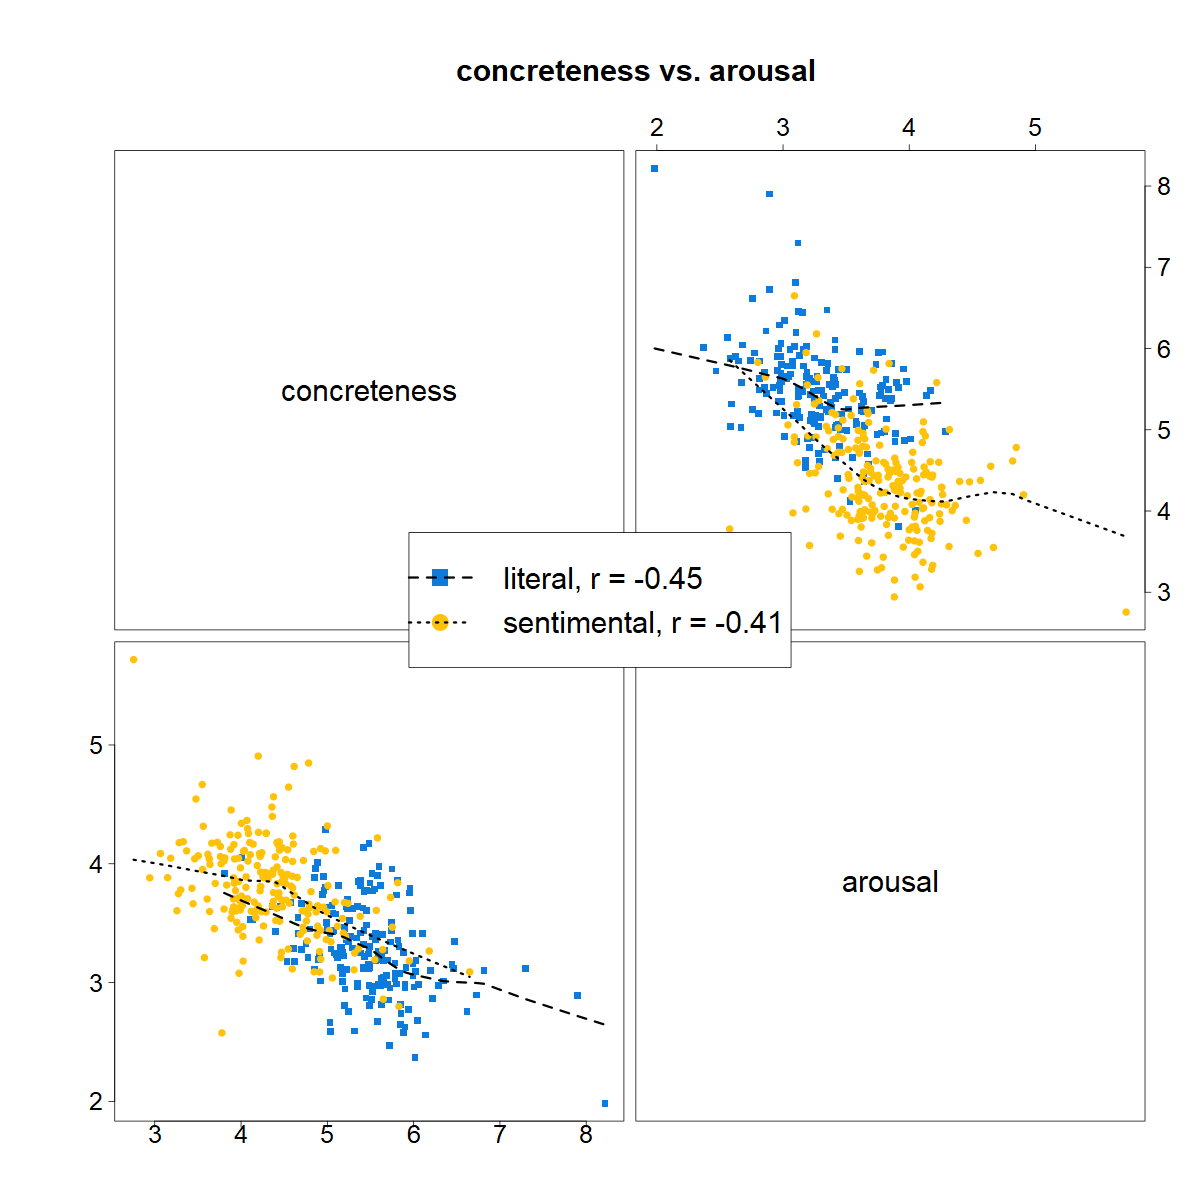 concreteness vs. arousal
2 3 4 5
8
7
6
5
4
3
concreteness
literal, r = -0.45
sentimental, r = -0.41
5
4
3
2
arousal
3 4 5 6 7 8